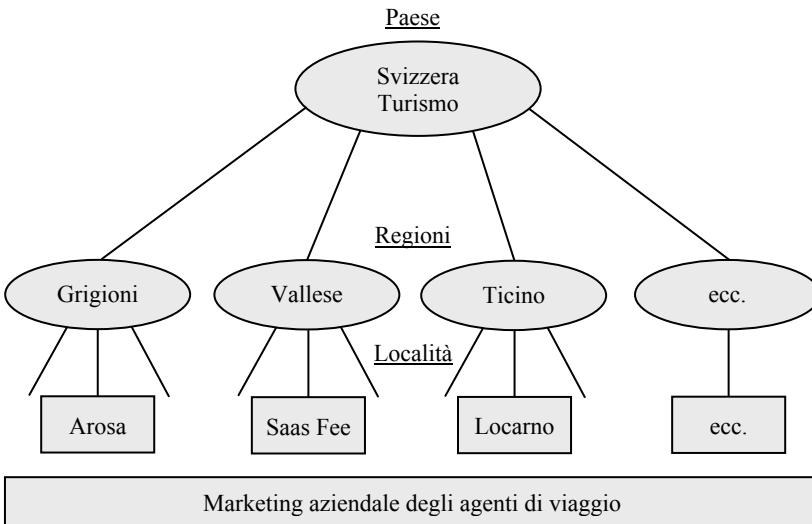 Paese
Svizzera
Turismo
Regioni
Grigioni
Vallese
Ticino
ecc.
Località
Arosa
Saas Fee
Locarno
ecc.
Marketing aziendale degli agenti di viaggio